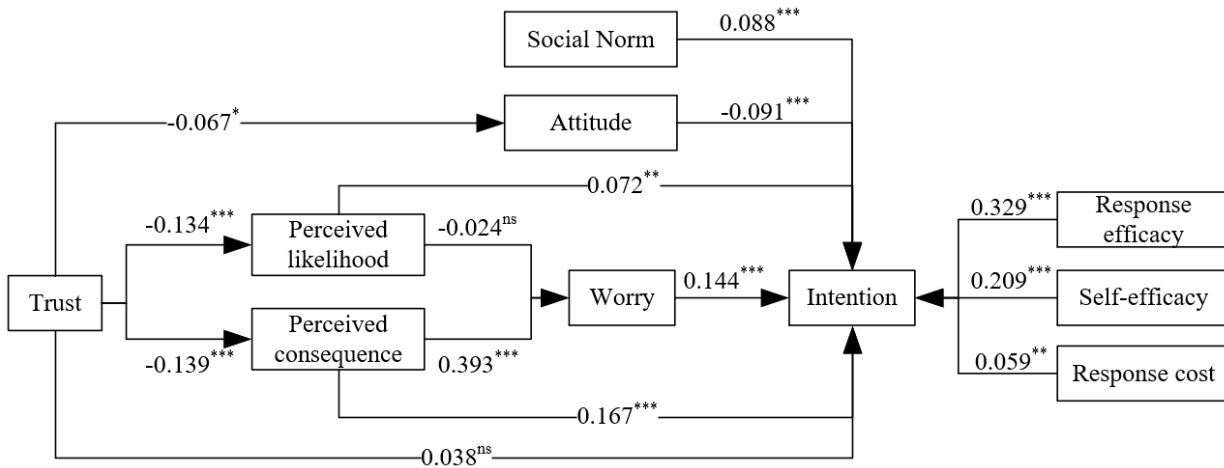 Social Norm
0.088***
-0.067*
Attitude
-0.091***
0.072**
-0.134***
Perceived
likelihood
-0.024ns
0.329***
Response
efficacy
Trust
Worry
0.144***
Intention
0.209***
Self-efficacy
-0.139***
Perceived
consequence
0.393***
0.059**
Response cost
0.167***
0.038ns